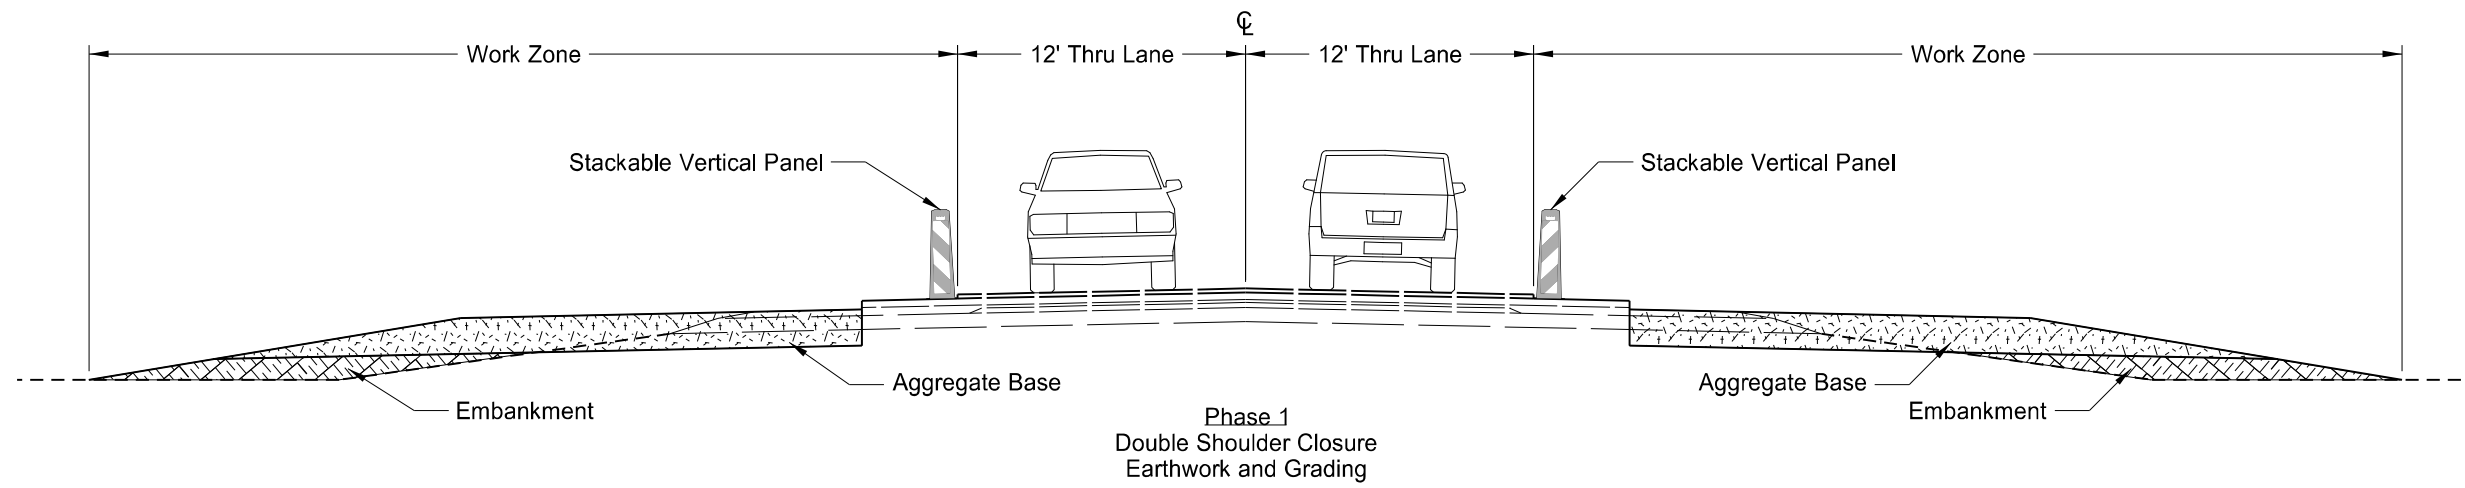 ℄
Work Zone
12' Thru Lane
12' Thru Lane
Work Zone
Stackable Vertical Panel
Stackable Vertical Panel
Aggregate Base
Aggregate Base
Embankment
Embankment
Phase 1
Double Shoulder Closure
Earthwork and Grading